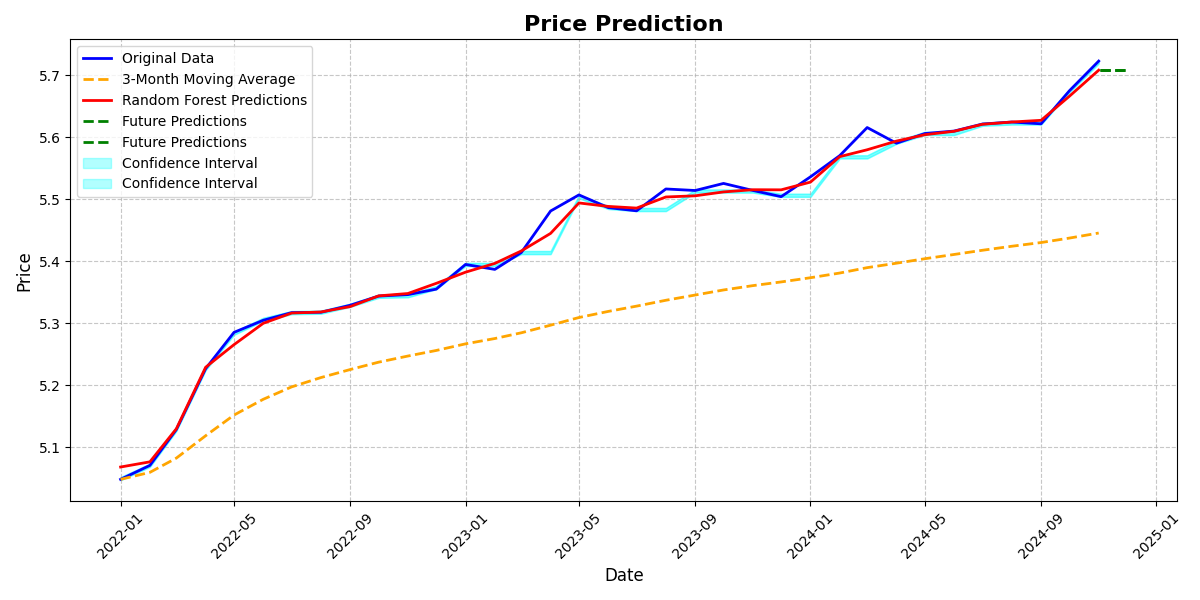 Price Prediction
Original Data
3-Month Moving Average
Random Forest Predictions
Future Predictions
Future Predictions
Confidence Interval
Confidence Interval
5.7
5.6
5.5
5.4
5.3
5.2
5.1
Price
2022-01
2022-05
2022-09
2023-01
2023-05
2023-09
2024-01
2024-05
2024-09
2025-01
Date